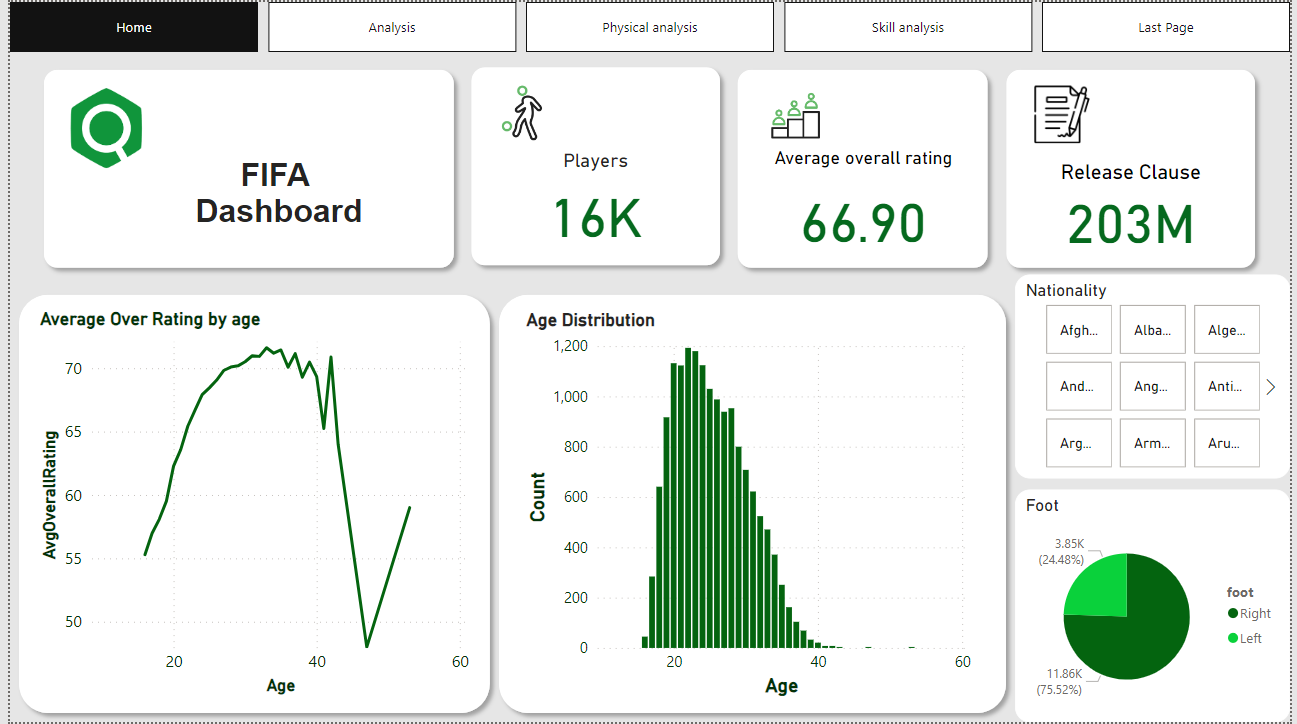 Home
Analysis
Physical analysis
Skill analysis
Last Page
FIFA
Dashboard
Players
16K
Average overall rating
66.90
Release Clause
203M
Average Over Rating by age
AvgOverallRating
70
65
60
55
50
20
40
60
Age
Age Distribution
Count
1,200
1,000
800
600
400
200
0
20
40
60
Age
Nationality
Afgh...
Alba...
Alge...
And...
Ang...
Anti...
Arg...
Arm...
Aru...
Foot
3.85K
(24.48%)
11.86K
(75.52%)
foot
Right
Left